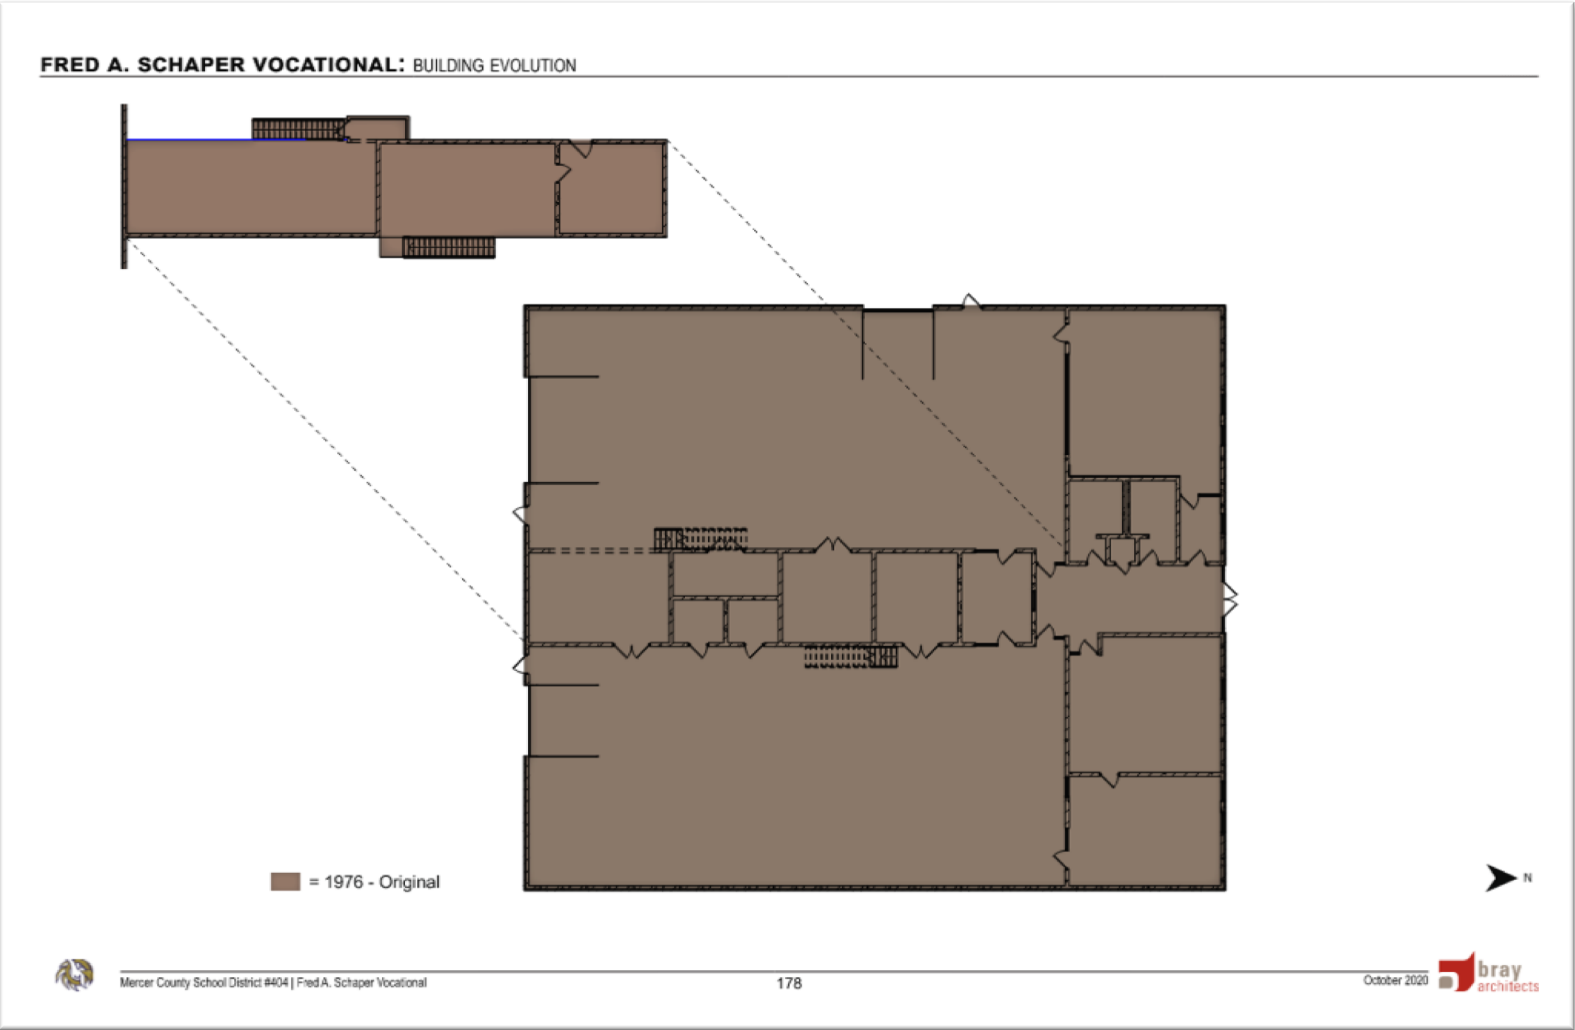 FRED A. SCHAPER VOCATIONAL: BUILDING EVOLUTION
= 1976 - Original
N
Mercer County School District #404 | Fred A. Schaper Vocational
178
October 2020
bray
architects